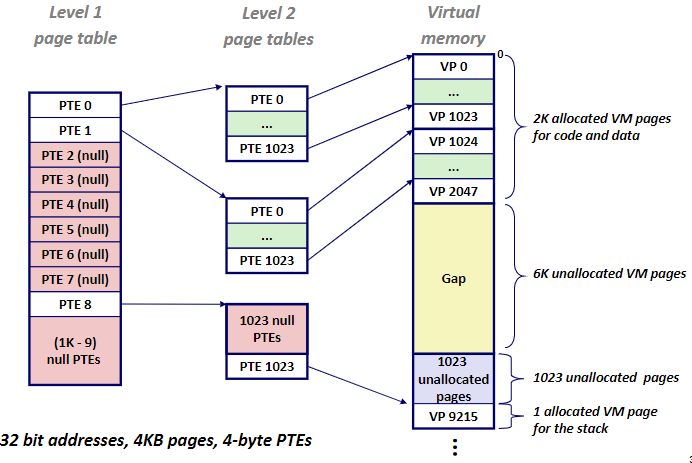 Level 1
page table
Level 2
page tables
Virtual
memory
0
PTE 0
PTE 1
PTE 2 (null)
PTE 3 (null)
PTE 4 (null)
PTE 5 (null)
PTE 6 (null)
PTE 7 (null)
PTE 8
(1K - 9)
null PTEs
PTE 0
...
PTE 1023
PTE 0
...
PTE 1023
1023 null
PTEs
PTE 1023
VP 0
...
VP 1023
VP 1024
...
VP 2047
Gap
1023
unallocated
pages
VP 9215
2K allocated VM pages
for code and data
6K unallocated VM pages
1023 unallocated pages
1 allocated VM page
for the stack
32 bit addresses, 4KB pages, 4-byte PTEs